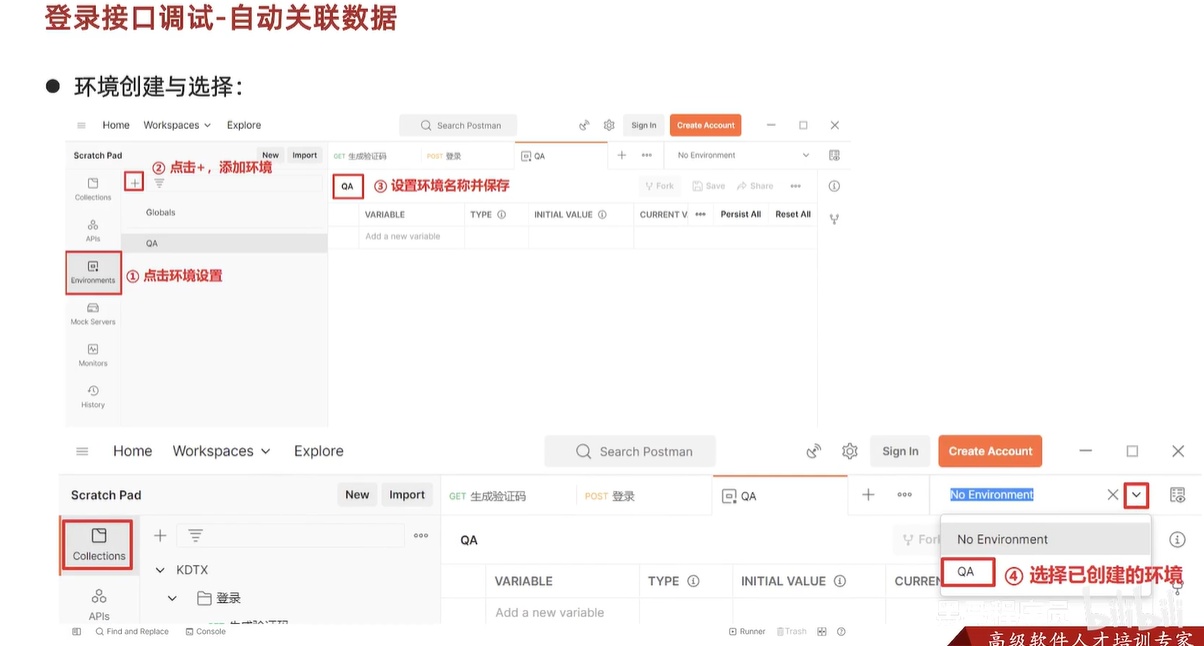 登录接口调试-自动关联数据
● 环境创建与选择：
Home Workspaces Explore Search Postman Sign In Create Account
Scratch Pad New Import GET 生成验证码 POST 登录 QA No Environment
② 点击+，添加环境
Collections QA ③ 设置环境名称并保存 Fork Save Share
Globals VARIABLE TYPE INITIAL VALUE CURRENT V Persist All Reset All
APIs Add a new variable
QA
Environments ① 点击环境设置
Mock Servers
Monitors
History
Home Workspaces Explore Search Postman Sign In Create Account
Scratch Pad New Import GET 生成验证码 POST 登录 QA No Environment
Collections QA Fork No Environment
KDTX QA ④ 选择已创建的环境
VARIABLE TYPE INITIAL VALUE CURREN
登录
APIs Add a new variable
bilibili
Find and Replace Console Runner Trash
高级软件人才培训专家